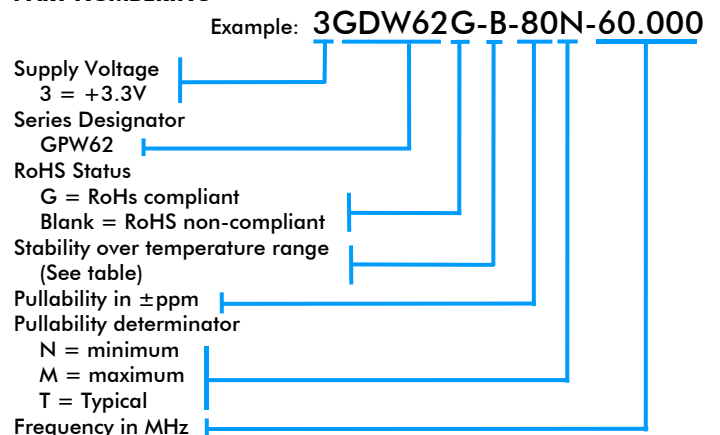 Example: 3GDW62G-B-80N-60.000
Supply Voltage
3 = +3.3V
Series Designator
GPW62
RoHS Status
G = RoHs compliant
Blank = RoHS non-compliant
Stability over temperature range
(See table)
Pullability in ±ppm
Pullability determinator
N = minimum
M = maximum
T = Typical
Frequency in MHz